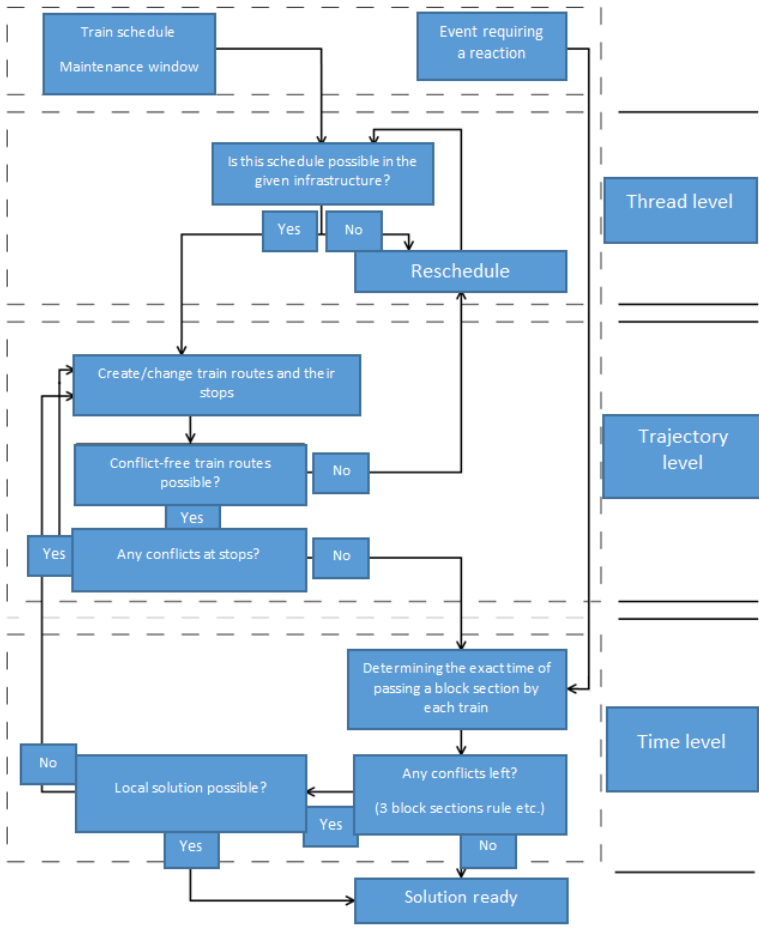 Train schedule
Maintenance window
Event requiring
a reaction
Is this schedule possible in the
given infrastructure?
Thread level
Yes
No
Reschedule
Create/change train routes and their
stops
Conflict-free train routes
possible?
No
Trajectory
level
Yes
Yes
Any conflicts at stops?
No
Determining the exact time of
passing a block section by
each train
Time level
No
Local solution possible?
Any conflicts left?
(3 block sections rule etc.)
Yes
Yes
No
Solution ready